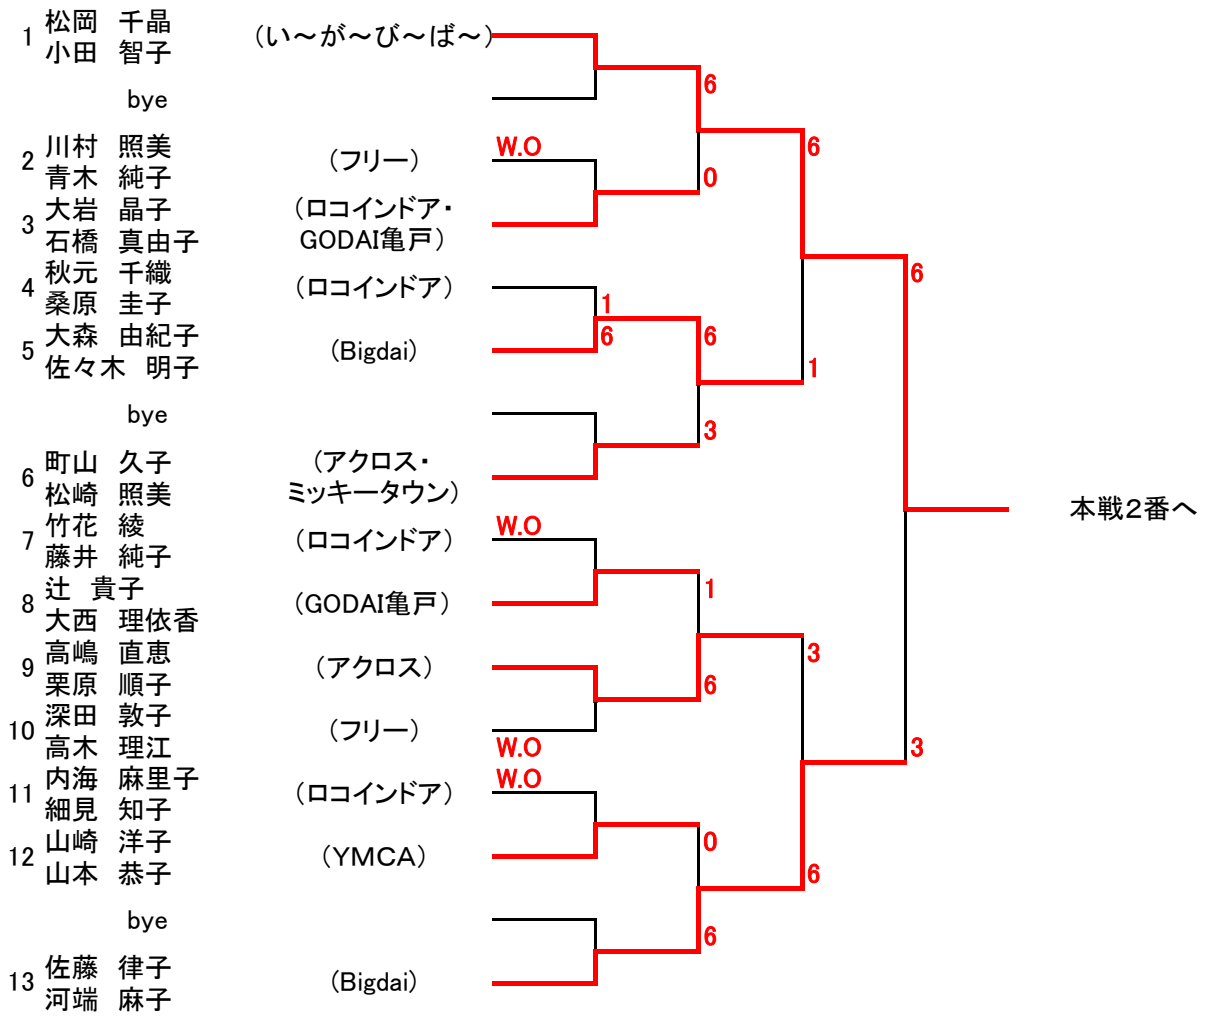 1 松岡 千晶 (い～が～び～ば～)
小田 智子
6
bye
6
2 川村 照美 (フリー) W.O
青木 純子
0
3 大岩 晶子 (ロコインドア・
石橋 真由子 GODAI亀戸)
6
4 秋元 千織 (ロコインドア)
桑原 圭子
1
5 大森 由紀子 (Bigdai) 6 6
佐々木 明子
1
bye
3
6 町山 久子 (アクロス・
松崎 照美 ミッキータウン)
本戦2番へ
7 竹花 綾 (ロコインドア) W.O
藤井 純子
1
8 辻 貴子 (GODAI亀戸)
大西 理依香
3
9 高嶋 直恵 (アクロス)
栗原 順子
6
10 深田 敦子 (フリー)
高木 理江 W.O
3
11 内海 麻里子 (ロコインドア) W.O
細見 知子
0
12 山崎 洋子 (YMCA)
山本 恭子
6
bye
6
13 佐藤 律子 (Bigdai)
河端 麻子